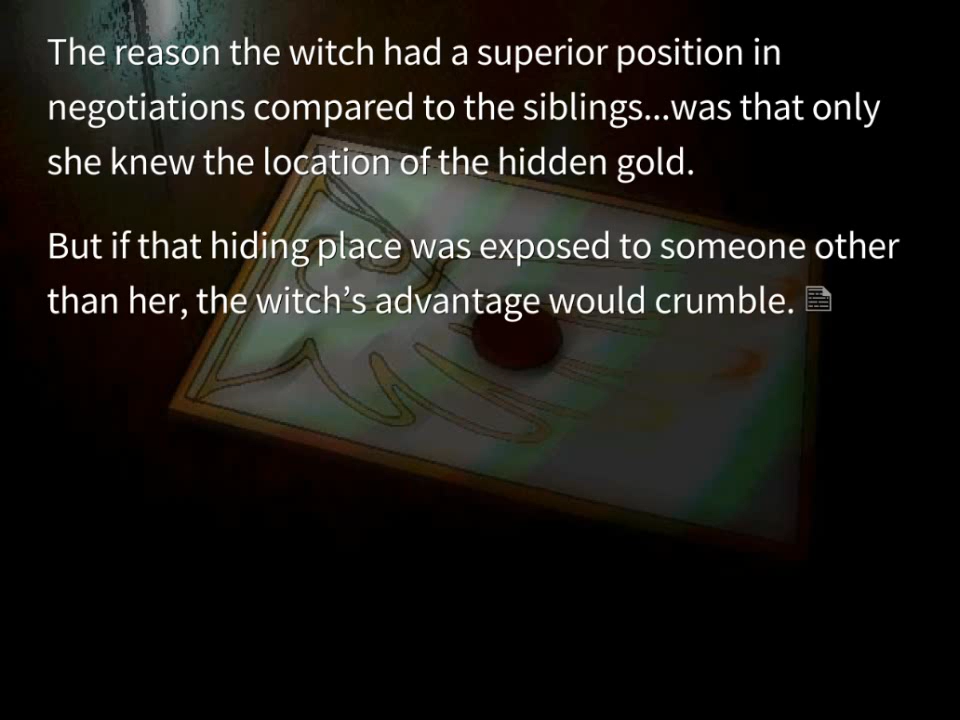 The reason the witch had a superior position in
negotiations compared to the siblings...was that only
she knew the location of the hidden gold.
But if that hiding place was exposed to someone other
than her, the witch’s advantage would crumble.